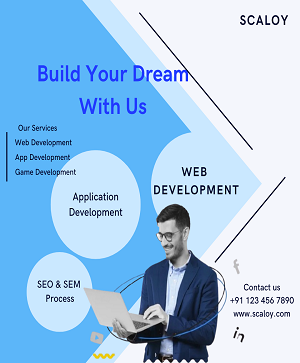 SCALOY
Build Your Dream
With Us
Our Services
Web Development
App Development
Game Development
WEB
DEVELOPMENT
Application
Development
SEO & SEM
Process
Contact us
+91 123 456 7890
www.scaloy.com